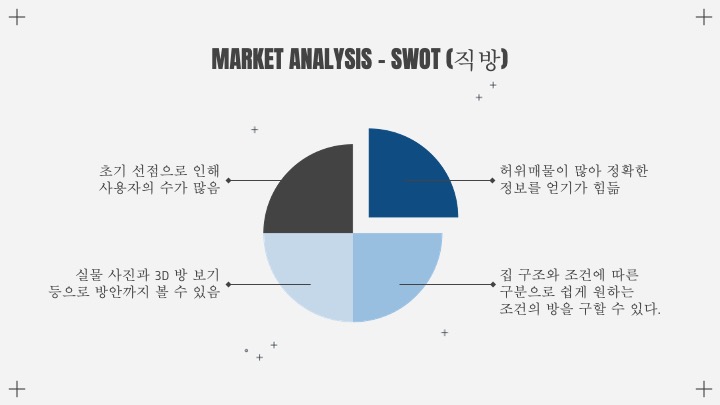 MARKET ANALYSIS - SWOT (직방)
초기 선점으로 인해
사용자의 수가 많음
허위매물이 많아 정확한
정보를 얻기가 힘듦
실물 사진과 3D 방 보기
등으로 방안까지 볼 수 있음
집 구조와 조건에 따른
구분으로 쉽게 원하는
조건의 방을 구할 수 있다.